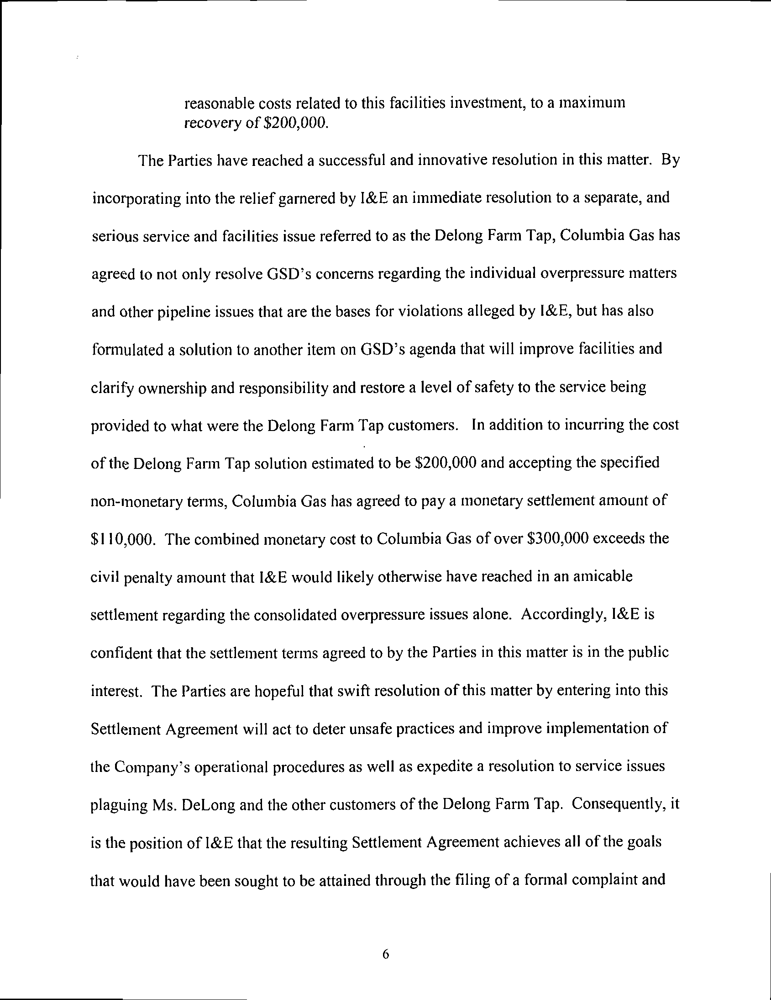 reasonable costs related to this facilities investment, to a maximum
recovery of $200,000.
The Parties have reached a successful and innovative resolution in this matter. By
incorporating into the relief garnered by I&E an immediate resolution to a separate, and
serious service and facilities issue referred to as the Delong Farm Tap, Columbia Gas has
agreed to not only resolve GSD's concerns regarding the individual overpressure matters
and other pipeline issues that are the bases for violations alleged by I&E, but has also
formulated a solution to another item on GSD's agenda that will improve facilities and
clarify ownership and responsibility and restore a level of safety to the service being
provided to what were the Delong Farm Tap customers. In addition to incurring the cost
of the Delong Farm Tap solution estimated to be $200,000 and accepting the specified
non-monetary terms, Columbia Gas has agreed to pay a monetary settlement amount of
$110,000. The combined monetary cost to Columbia Gas of over $300,000 exceeds the
civil penalty amount that I&E would likely otherwise have reached in an amicable
settlement regarding the consolidated overpressure issues alone. Accordingly, I&E is
confident that the settlement terms agreed to by the Parties in this matter is in the public
interest. The Parties are hopeful that swift resolution of this matter by entering into this
Settlement Agreement will act to deter unsafe practices and improve implementation of
the Company's operational procedures as well as expedite a resolution to service issues
plaguing Ms. DeLong and the other customers of the Delong Farm Tap. Consequently, it
is the position of I&E that the resulting Settlement Agreement achieves all of the goals
that would have been sought to be attained through the filing of a formal complaint and
6